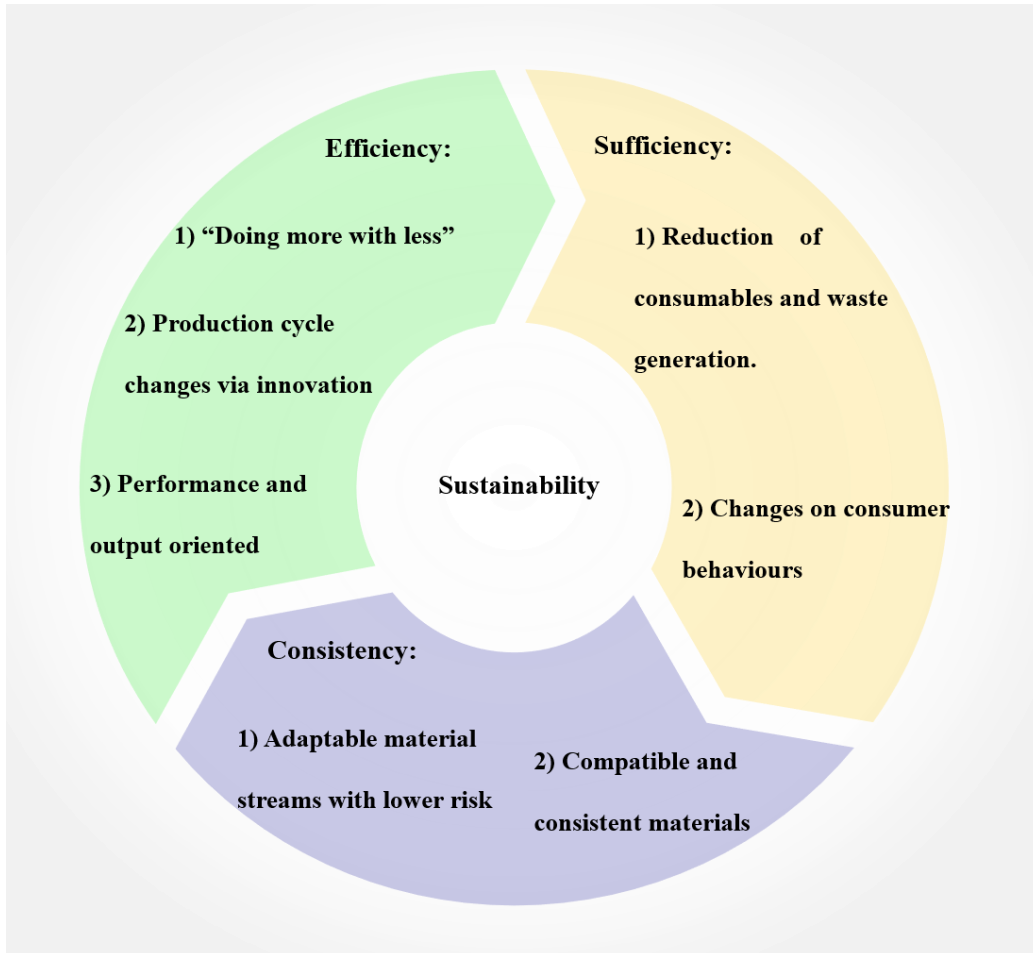 Efficiency:
1) “Doing more with less”
2) Production cycle
changes via innovation
3) Performance and
output oriented
Sufficiency:
1) Reduction of
consumables and waste
generation.
2) Changes on consumer
behaviours
Sustainability
Consistency:
1) Adaptable material
streams with lower risk
2) Compatible and
consistent materials